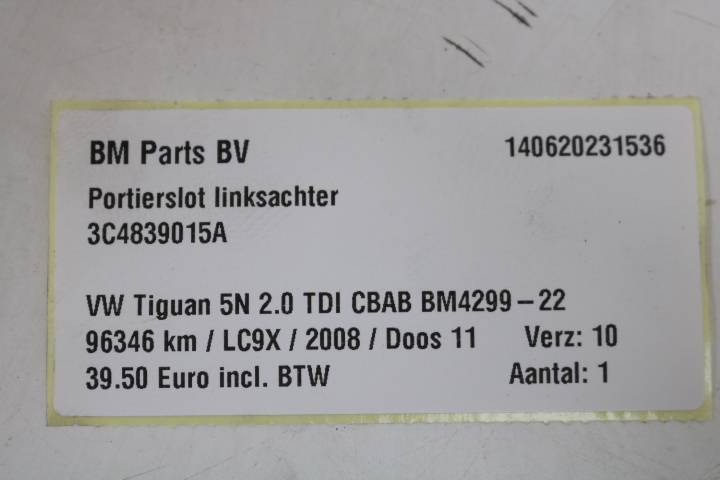 BM Parts BV 140620231536
Portierslot linksachter
3C4839015A
VW Tiguan 5N 2.0 TDI CBAB BM4299-22
96346 km / LC9X / 2008 / Doos 11 Verz: 10
39.50 Euro incl. BTW Aantal: 1